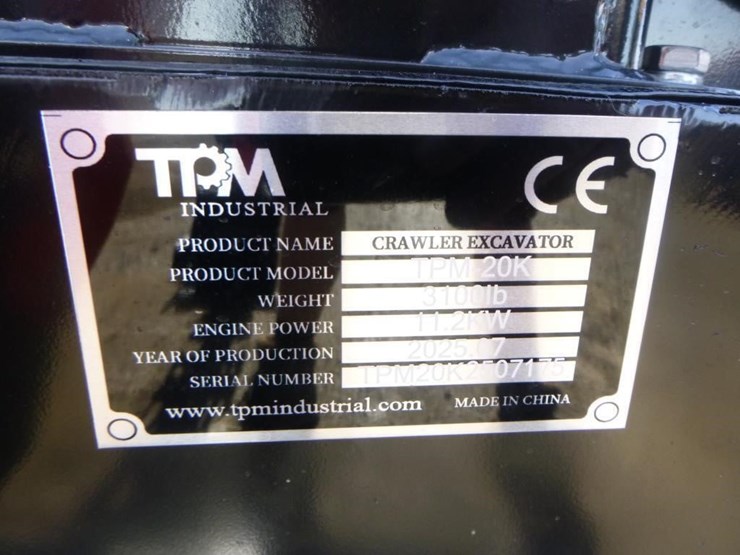 TPM CE
INDUSTRIAL
PRODUCT NAME CRAWLER EXCAVATOR
PRODUCT MODEL TPM-20K
WEIGHT 3100lb
ENGINE POWER 11.2KW
YEAR OF PRODUCTION 2025.07
SERIAL NUMBER TPM20K2507175
www.tpmindustrial.com MADE IN CHINA